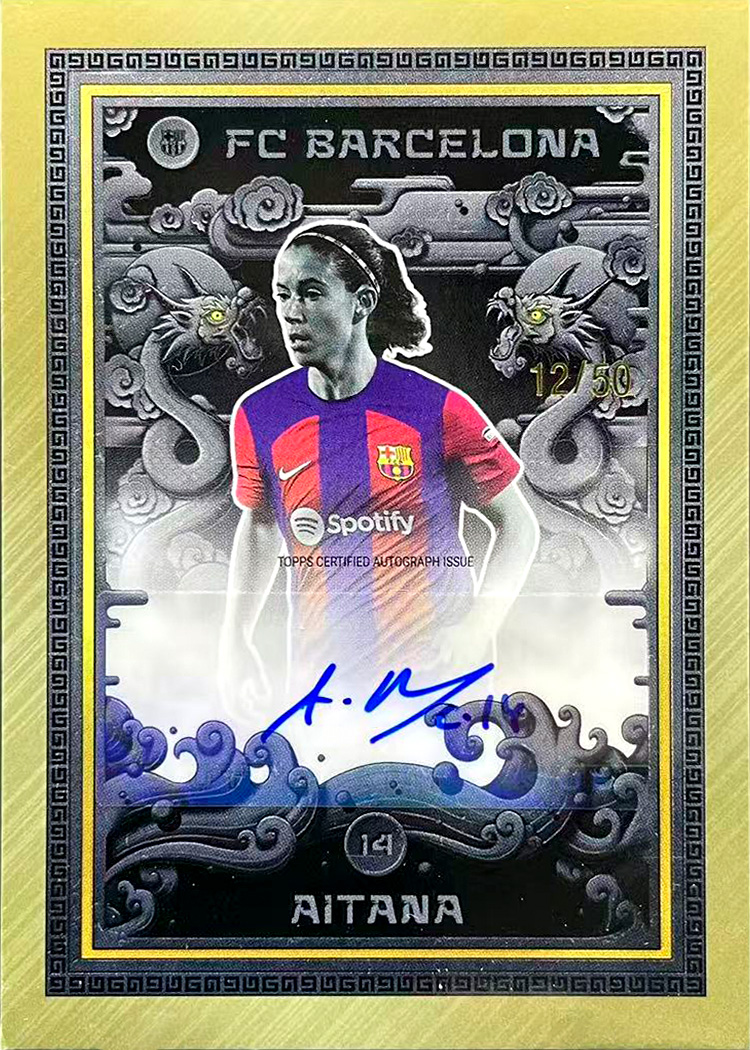 FC BARCELONA
12/50
Spotify
TOPPS CERTIFIED AUTOGRAPH ISSUE
14
AITANA